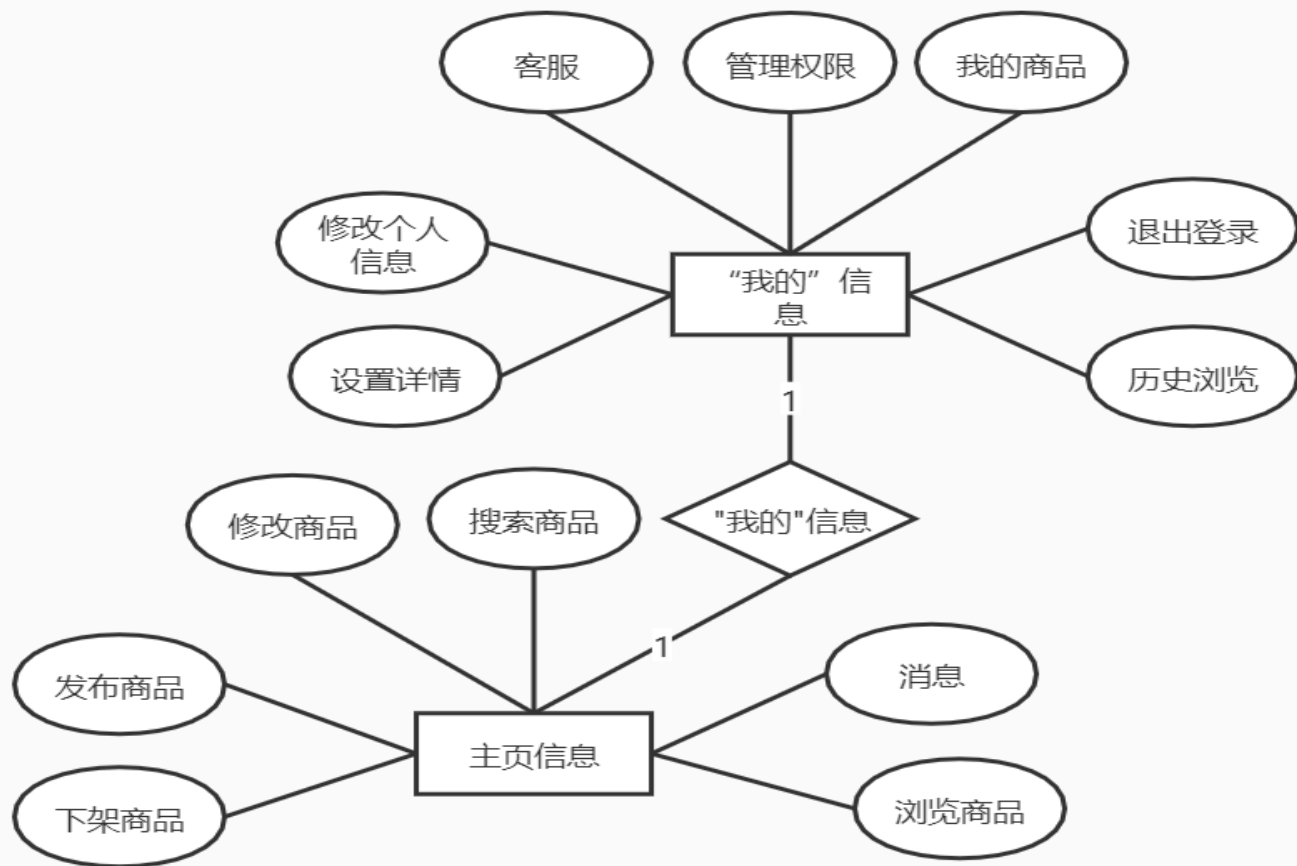 客服
管理权限
我的商品
修改个人
信息
退出登录
“我的”信
息
设置详情
历史浏览
1
修改商品
搜索商品
"我的"信息
1
发布商品
消息
主页信息
下架商品
浏览商品